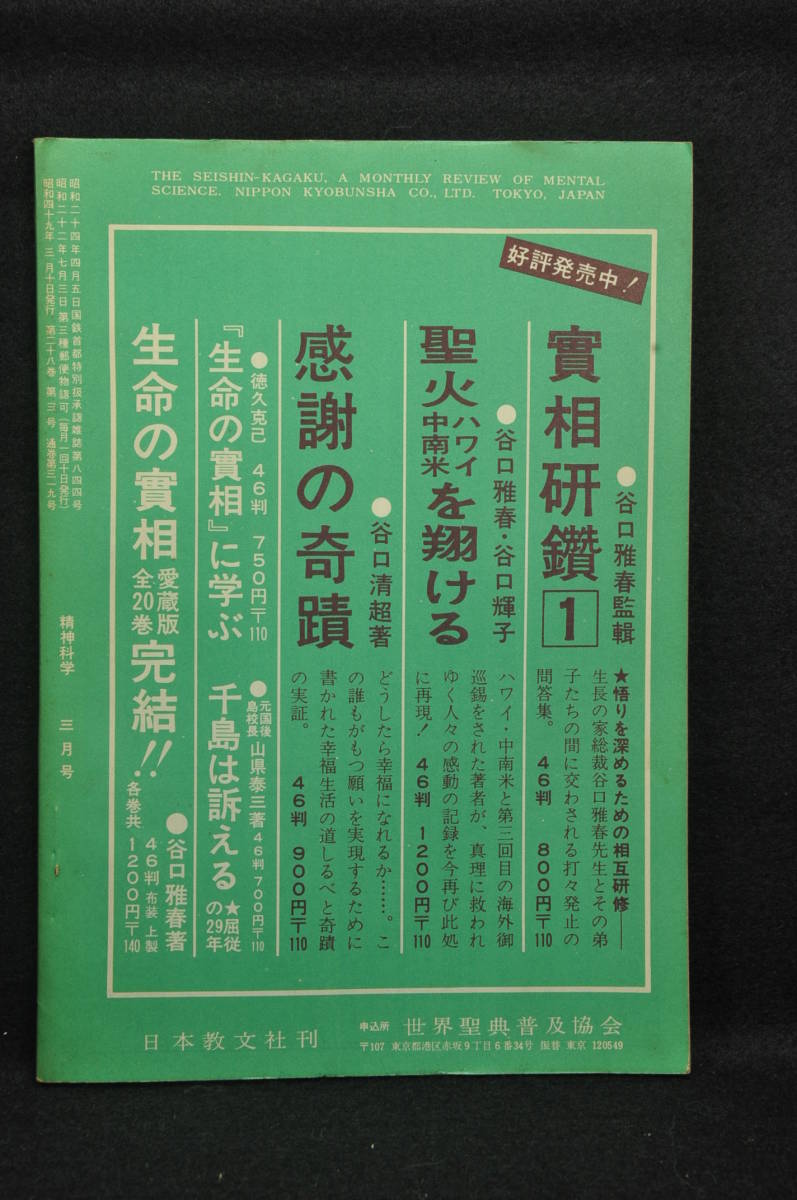 THE SEISHIN-KAGAKU, A MONTHLY REVIEW OF MENTAL
SCIENCE. NIPPON KYOBUNSHA CO., LTD. TOKYO, JAPAN
好評発売中！
●谷口雅春監輯
實相研鑽1
★悟りを深めるための相互研修──
生長の家総裁谷口雅春先生とその弟
子たちの間に交わされる打々発止の
問答集。 46判 800円〒110
●谷口雅春・谷口輝子
聖火ハワイ中南米を翔ける
ハワイ・中南米と第三回目の海外御
巡錫をされた著者が、真理に救われ
ゆく人々の感動の記録を今再び此処
に再現！ 46判 1200円〒110
●谷口清超著
感謝の奇蹟
どうしたら幸福になれるか……。こ
の誰もがもつ願いを実現するために
書かれた幸福生活の道しるべと奇蹟
の実証。 46判 900円〒110
●徳久克己 46判 750円〒110
『生命の實相』に学ぶ
●元国後島校長 山県泰三著 46判 700円〒110
千島は訴える ★屈従の29年
生命の實相 愛蔵版全20巻 完結!!
●谷口雅春著
46判 布装 上製
各巻共 1200円〒140
昭和二十四年四月五日国鉄首都特別扱承認雑誌第八四四号
昭和二十二年七月三日 第三種郵便物認可（毎月一回十日発行）
昭和四十九年 三月十日発行 第二十八巻 第三号 通巻第三一九号
精神科学 三月号
日本教文社刊
申込所 世界聖典普及協会
〒107 東京都港区赤坂9丁目6番34号 振替 東京 120549